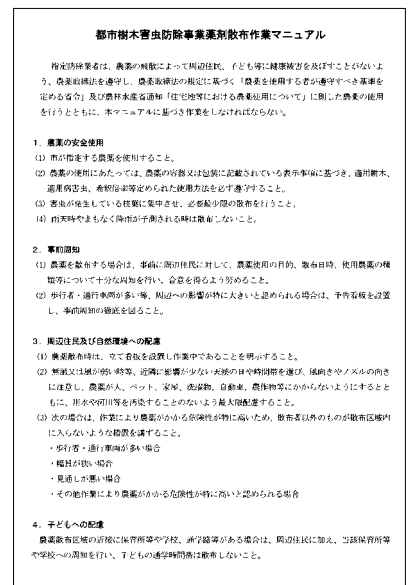 都市樹木害虫防除事業薬剤散布作業マニュアル
指定防除業者は、農薬の飛散によって周辺住民、子ども等に健康被害を及ぼすことがないよ
う、農薬取締法を遵守し、農薬取締法の規定に基づく「農薬を使用する者が遵守すべき基準を
定める省令」及び農林水産省通知「住宅地等における農薬使用について」に則した農薬の使用
を行うとともに、本マニュアルに基づき作業をしなければならない。
1．農薬の安全使用
(1) 市が指定する農薬を使用すること。
(2) 農薬の使用にあたっては、農薬の容器又は包装に記載されている表示事項に基づき、適用樹木、
適用病害虫、希釈倍率等定められた使用方法を必ず遵守すること。
(3) 害虫が発生している枝葉に集中させ、必要最少限の散布を行うこと。
(4) 雨天時やまもなく降雨が予測される時は散布しないこと。
2．事前周知
(1) 農薬を散布する場合は、事前に周辺住民に対して、農薬使用の目的、散布日時、使用農薬の種
類等について十分な周知を行い、合意を得るよう努めること。
(2) 歩行者・通行車両が多い等、周辺への影響が特に大きいと認められる場合は、予告看板を設置
し、事前周知の徹底を図ること。
3．周辺住民及び自然環境への配慮
(1) 農薬散布時は、立て看板を設置し作業中であることを明示すること。
(2) 無風又は風が弱い時等、近隣に影響が少ない天候の日や時間帯を選び、風向きやノズルの向き
に注意し、農薬が人、ペット、家屋、洗濯物、自動車、農作物等にかからないようにするとと
もに、用水や河川等を汚染することのないよう最大限配慮すること。
(3) 次の場合は、作業により農薬がかかる危険性が特に高いため、散布者以外のものが散布区域内
に入らないような措置を講ずること。
・歩行者・通行車両が多い場合
・幅員が狭い場合
・見通しが悪い場合
・その他作業により農薬がかかる危険性が特に高いと認められる場合
4．子どもへの配慮
農薬散布区域の近接に保育所等や学校、通学路等がある場合は、周辺住民に加え、当該保育所等
や学校への周知を行い、子どもの通学時間帯は散布しないこと。